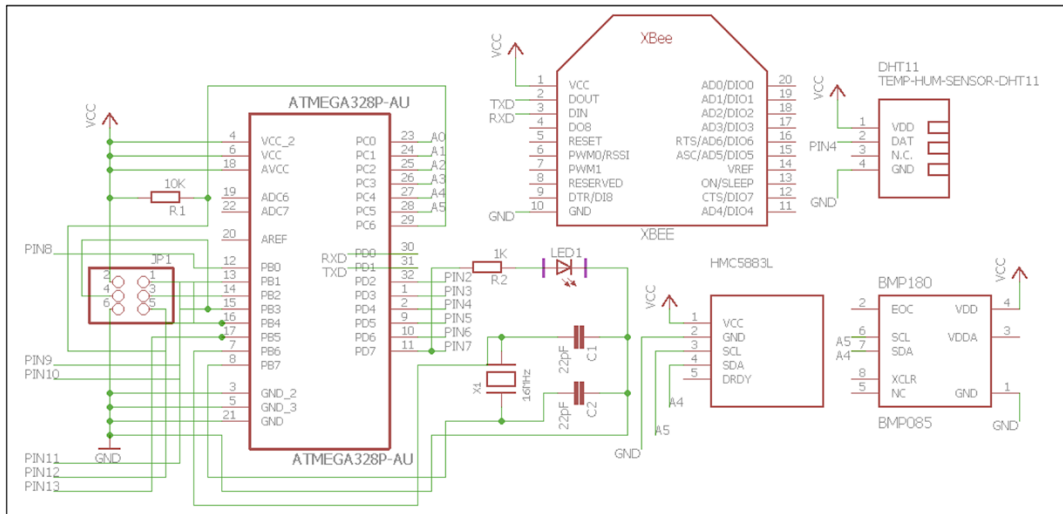 ATMEGA328P-AU
VCC
4 VCC_2
6 VCC
18 AVCC
19 ADC6
22 ADC7
20 AREF
12 PB0
13 PB1
14 PB2
15 PB3
16 PB4
17 PB5
7 PB6
8 PB7
3 GND_2
5 GND_3
21 GND
PC0 23 A0
PC1 24 A1
PC2 25 A2
PC3 26 A3
PC4 27 A4
PC5 28 A5
PC6 29
RXD PD0 30
TXD PD1 31
PD2 32 PIN2
PD3 1 PIN3
PD4 2 PIN4
PD5 9 PIN5
PD6 10 PIN6
PD7 11 PIN7
ATMEGA328P-AU
10K
R1
PIN8
JP1
2 1
4 3
6 5
PIN9
PIN10
GND
PIN11
PIN12
PIN13
1K
R2
LED1
22pF
C1
X1
16MHz
22pF
C2
XBee
VCC
1 VCC AD0/DIO0 20
TXD 2 DOUT AD1/DIO1 19
RXD 3 DIN AD2/DIO2 18
4 DO8 AD3/DIO3 17
5 RESET RTS/AD6/DIO6 16
6 PWM0/RSSI ASC/AD5/DIO5 15
7 PWM1 VREF 14
8 RESERVED ON/SLEEP 13
9 DTR/DI8 CTS/DIO7 12
GND 10 GND AD4/DIO4 11
XBEE
DHT11
TEMP-HUM-SENSOR-DHT11
VCC
1 VDD
PIN4 2 DAT
3 N.C.
4 GND
GND
HMC5883L
VCC
1 VCC
2 GND
3 SCL
4 SDA
5 DRDY
A4
A5
GND
BMP180
VCC
2 EOC VDD 4
A5 6 SCL VDDA 3
A4 7 SDA
8 XCLR
5 NC GND 1
GND
BMP085